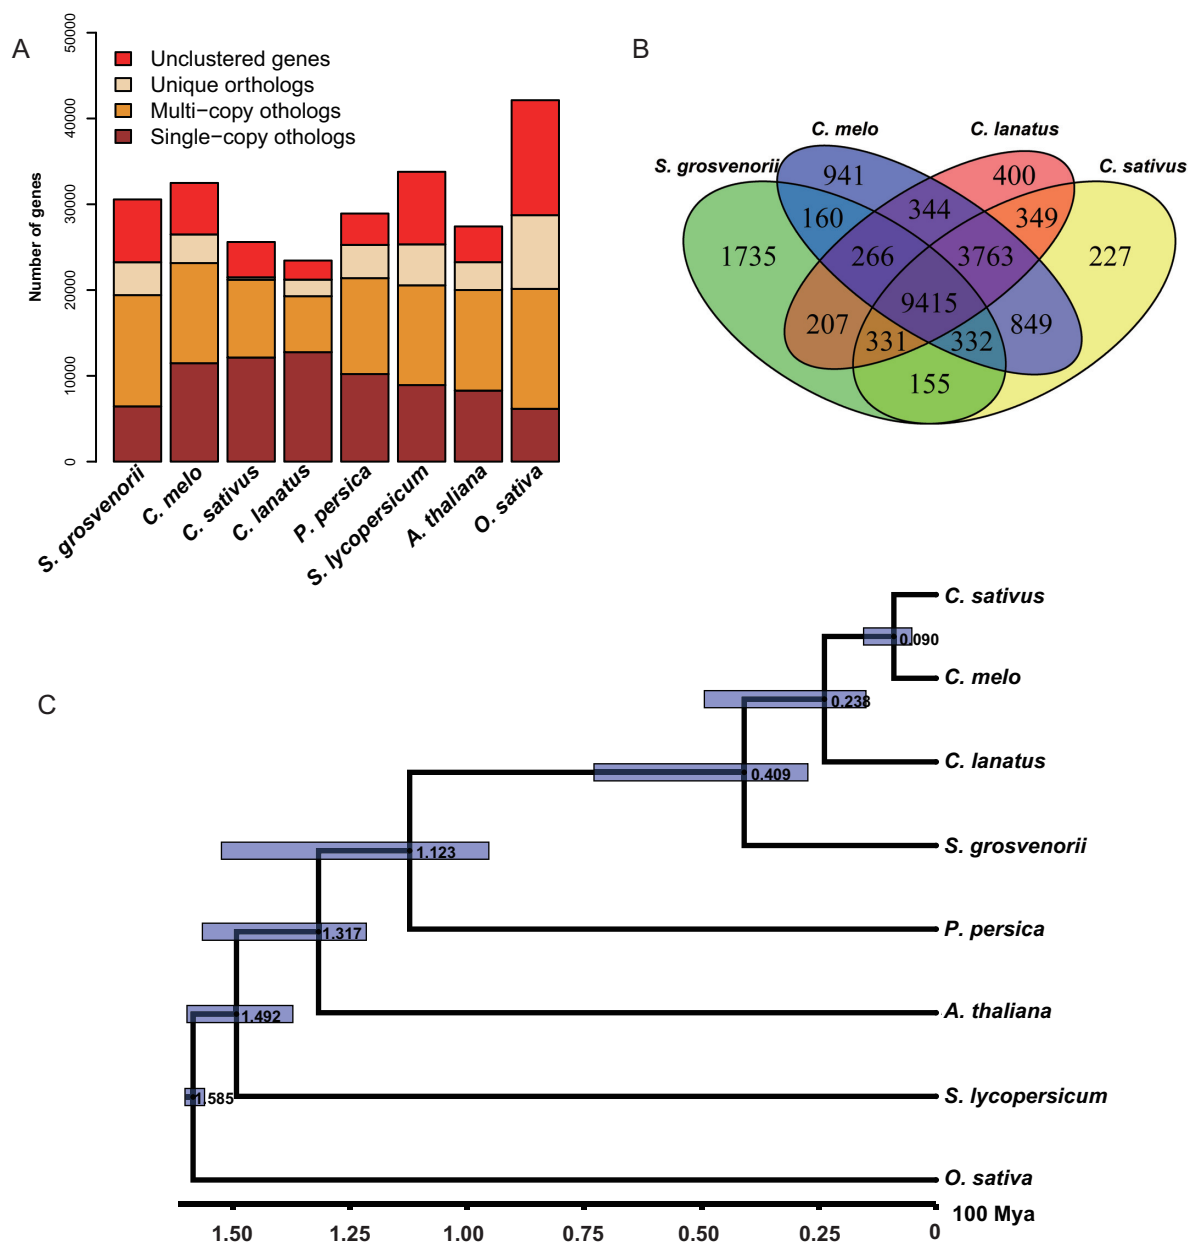 A
50000
40000
30000
20000
10000
0
Number of genes
Unclustered genes
Unique orthologs
Multi−copy othologs
Single−copy othologs
S. grosvenorii
C. melo
C. sativus
C. lanatus
P. persica
S. lycopersicum
A. thaliana
O. sativa
B
C. melo
C. lanatus
S. grosvenorii
C. sativus
941
400
160
344
349
1735
266
3763
227
9415
207
331
332
849
155
C
C. sativus
0.090
C. melo
0.238
C. lanatus
0.409
S. grosvenorii
1.123
P. persica
1.317
A. thaliana
1.492
S. lycopersicum
1.585
O. sativa
100 Mya
1.50 1.25 1.00 0.75 0.50 0.25 0